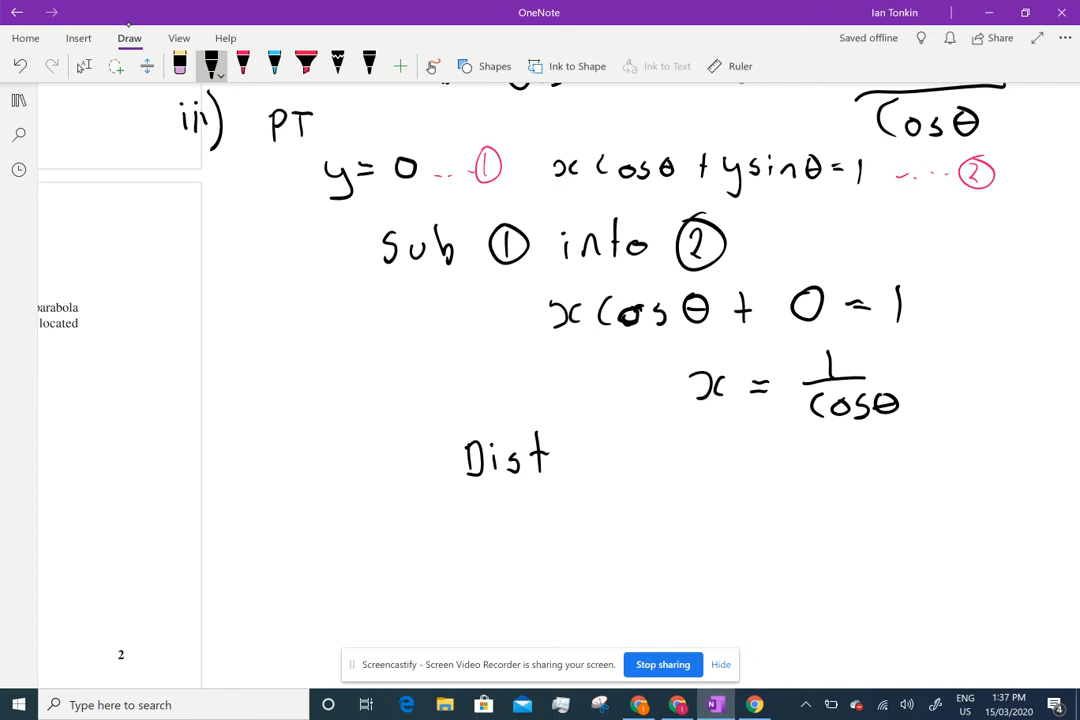 OneNote
Ian Tonkin
Home Insert Draw View Help
Saved offline Share
Shapes Ink to Shape Ink to Text Ruler
iii) PT
cosθ
y = 0 ... ① x cosθ + y sinθ = 1 ..... ②
sub ① into ②
x cosθ + 0 = 1
x = 1/cosθ
Dist
parabola
located
2
Screencastify - Screen Video Recorder is sharing your screen. Stop sharing Hide
Type here to search
ENG
US
1:37 PM
15/03/2020
4